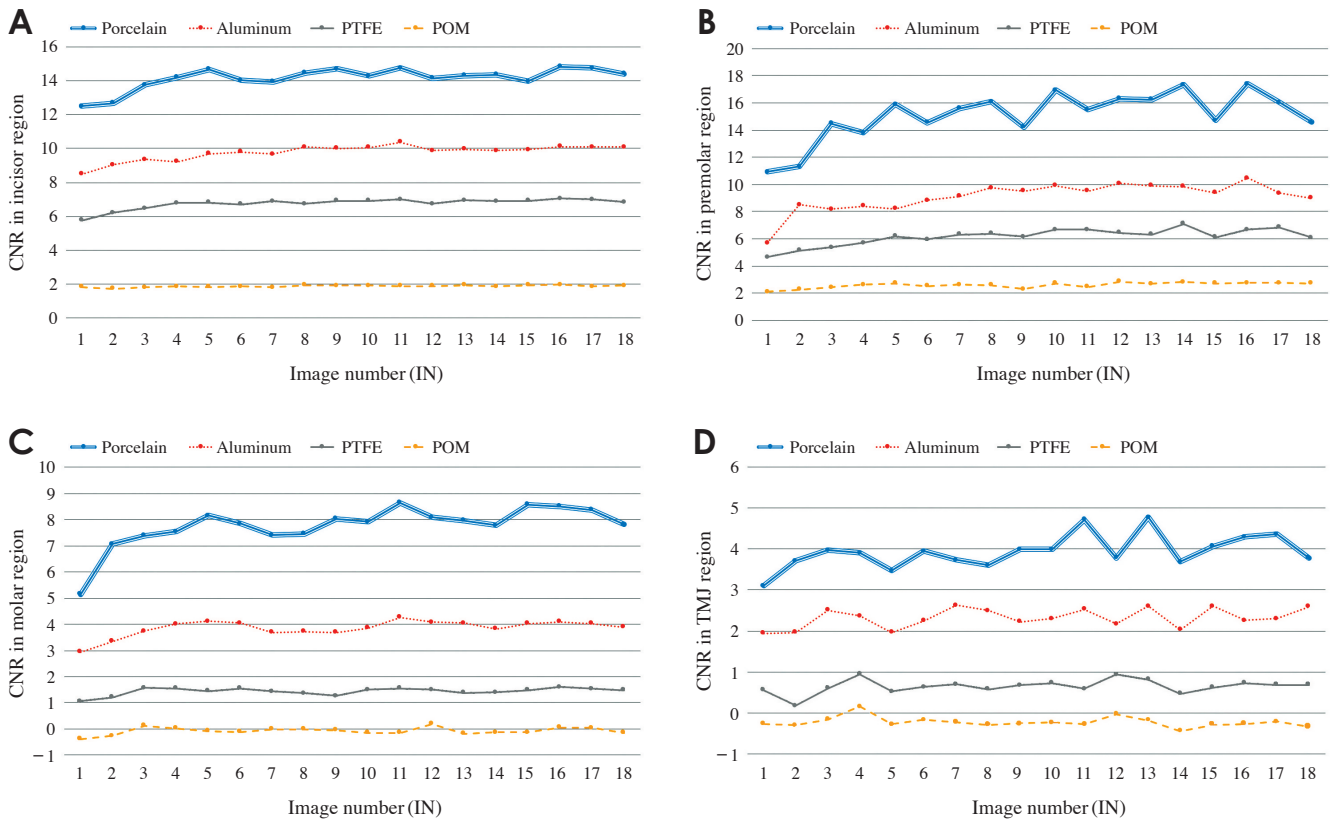 A
Porcelain Aluminum PTFE POM
16
14
12
10
8
6
4
2
0
CNR in incisor region
1 2 3 4 5 6 7 8 9 10 11 12 13 14 15 16 17 18
Image number (IN)
B
Porcelain Aluminum PTFE POM
20
18
16
14
12
10
8
6
4
2
0
CNR in premolar region
1 2 3 4 5 6 7 8 9 10 11 12 13 14 15 16 17 18
Image number (IN)
C
Porcelain Aluminum PTFE POM
10
9
8
7
6
5
4
3
2
1
0
−1
CNR in molar region
1 2 3 4 5 6 7 8 9 10 11 12 13 14 15 16 17 18
Image number (IN)
D
Porcelain Aluminum PTFE POM
6
5
4
3
2
1
0
−1
CNR in TMJ region
1 2 3 4 5 6 7 8 9 10 11 12 13 14 15 16 17 18
Image number (IN)